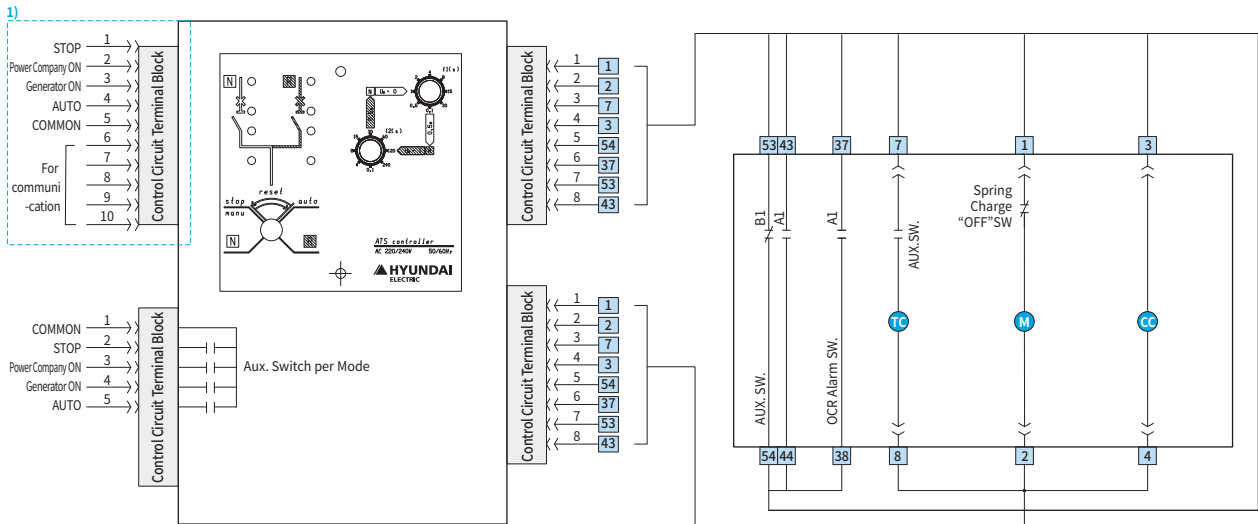 1)
STOP 1
Power Company ON 2
Generator ON 3
AUTO 4
COMMON 5
6
7
8
9
10
For
communi
-cation
Control Circuit Terminal Block
N
stop
reset
auto
manu
N
ATS controller
AC 220/240V 50/60Hz
HYUNDAI
ELECTRIC
Control Circuit Terminal Block
1 1
2 2
3 7
4 3
5 54
6 37
7 53
8 43
COMMON 1
STOP 2
Power Company ON 3
Generator ON 4
AUTO 5
Control Circuit Terminal Block
Aux. Switch per Mode
Control Circuit Terminal Block
1 1
2 2
3 7
4 3
5 54
6 37
7 53
8 43
53 43 37 7 1 3
B1
A1
A1
AUX.SW.
Spring
Charge
“OFF”SW
TC
M
CC
AUX. SW.
OCR Alarm SW.
54 44 38 8 2 4